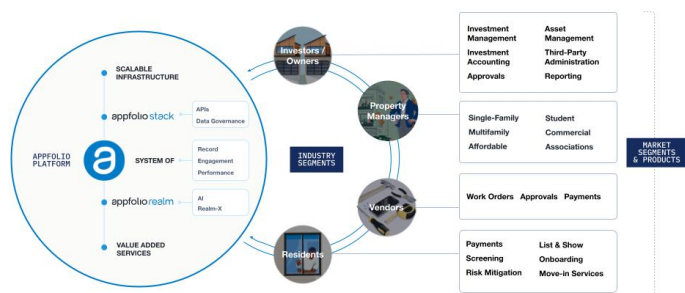 SCALABLE
INFRASTRUCTURE
appfolio stack
APIs
Data Governance
APPFOLIO
PLATFORM
a
SYSTEM OF
Record
Engagement
Performance
appfolio realm
AI
Realm-X
VALUE ADDED
SERVICES
INDUSTRY
SEGMENTS
Investors /
Owners
Property
Managers
Vendors
Residents
Investment
Management
Asset
Management
Investment
Accounting
Third-Party
Administration
Approvals
Reporting
Single-Family
Student
Multifamily
Commercial
Affordable
Associations
Work Orders Approvals Payments
Payments
List & Show
Screening
Onboarding
Risk Mitigation
Move-in Services
MARKET
SEGMENTS
& PRODUCTS